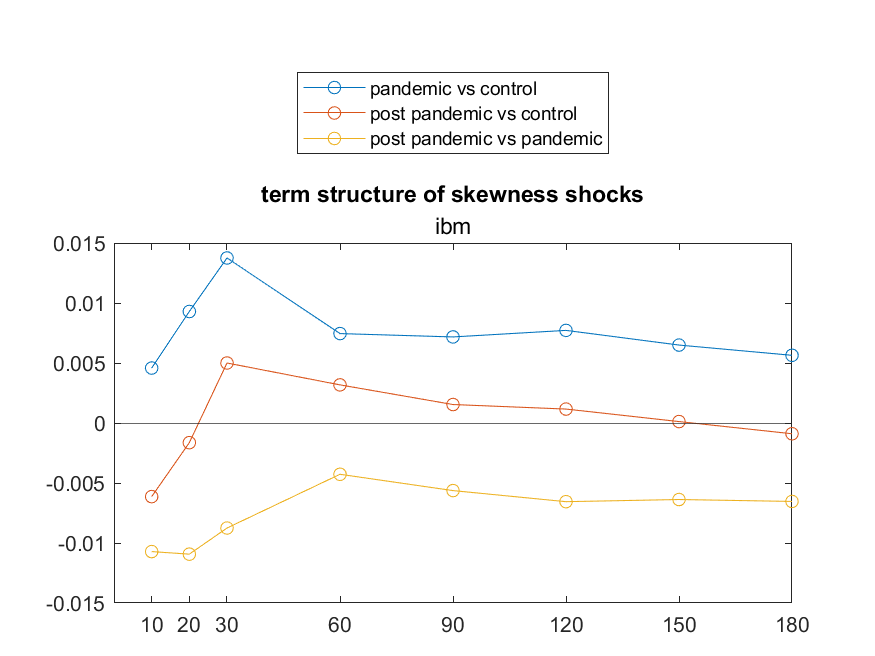 pandemic vs control
post pandemic vs control
post pandemic vs pandemic
term structure of skewness shocks
ibm
0.015
0.01
0.005
0
-0.005
-0.01
-0.015
10 20 30 60 90 120 150 180